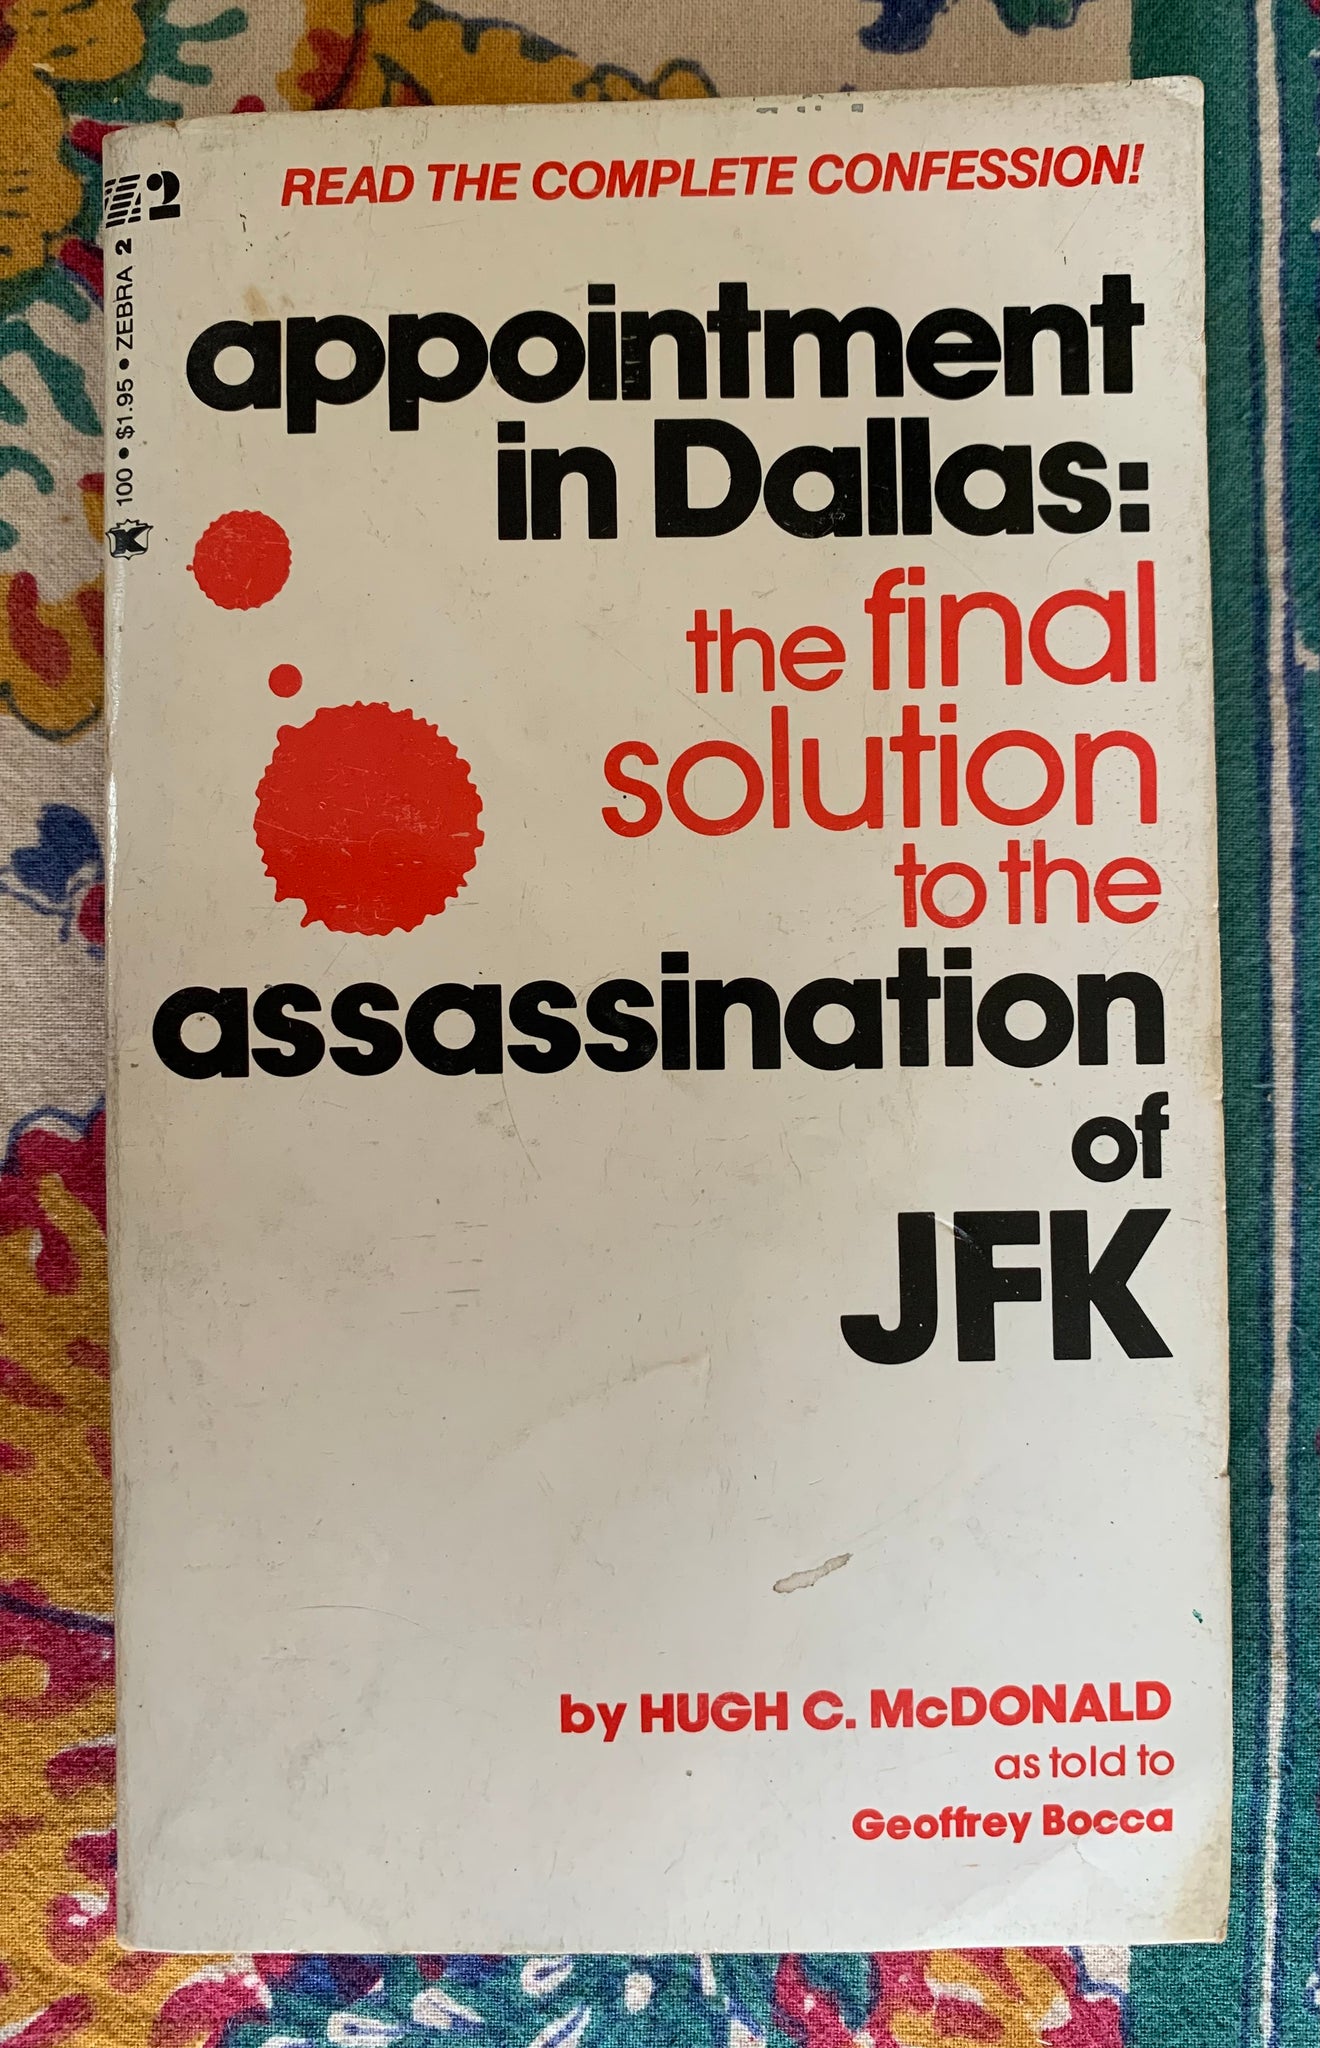 READ THE COMPLETE CONFESSION!
100 • $1.95 • ZEBRA 2
appointment
in Dallas:
the final
solution
to the
assassination
of
JFK
by HUGH C. McDONALD
as told to
Geoffrey Bocca